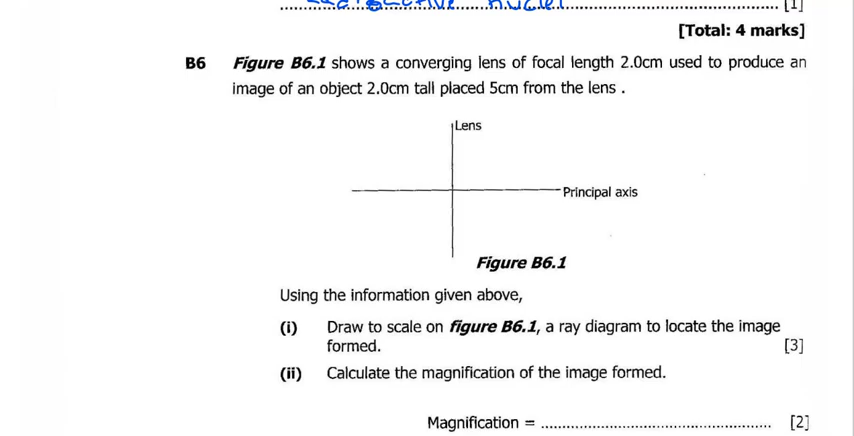 [1]
[Total: 4 marks]
B6 Figure B6.1 shows a converging lens of focal length 2.0cm used to produce an
image of an object 2.0cm tall placed 5cm from the lens .
Lens
Principal axis
Figure B6.1
Using the information given above,
(i) Draw to scale on figure B6.1, a ray diagram to locate the image
formed. [3]
(ii) Calculate the magnification of the image formed.
Magnification = .......................................................... [2]